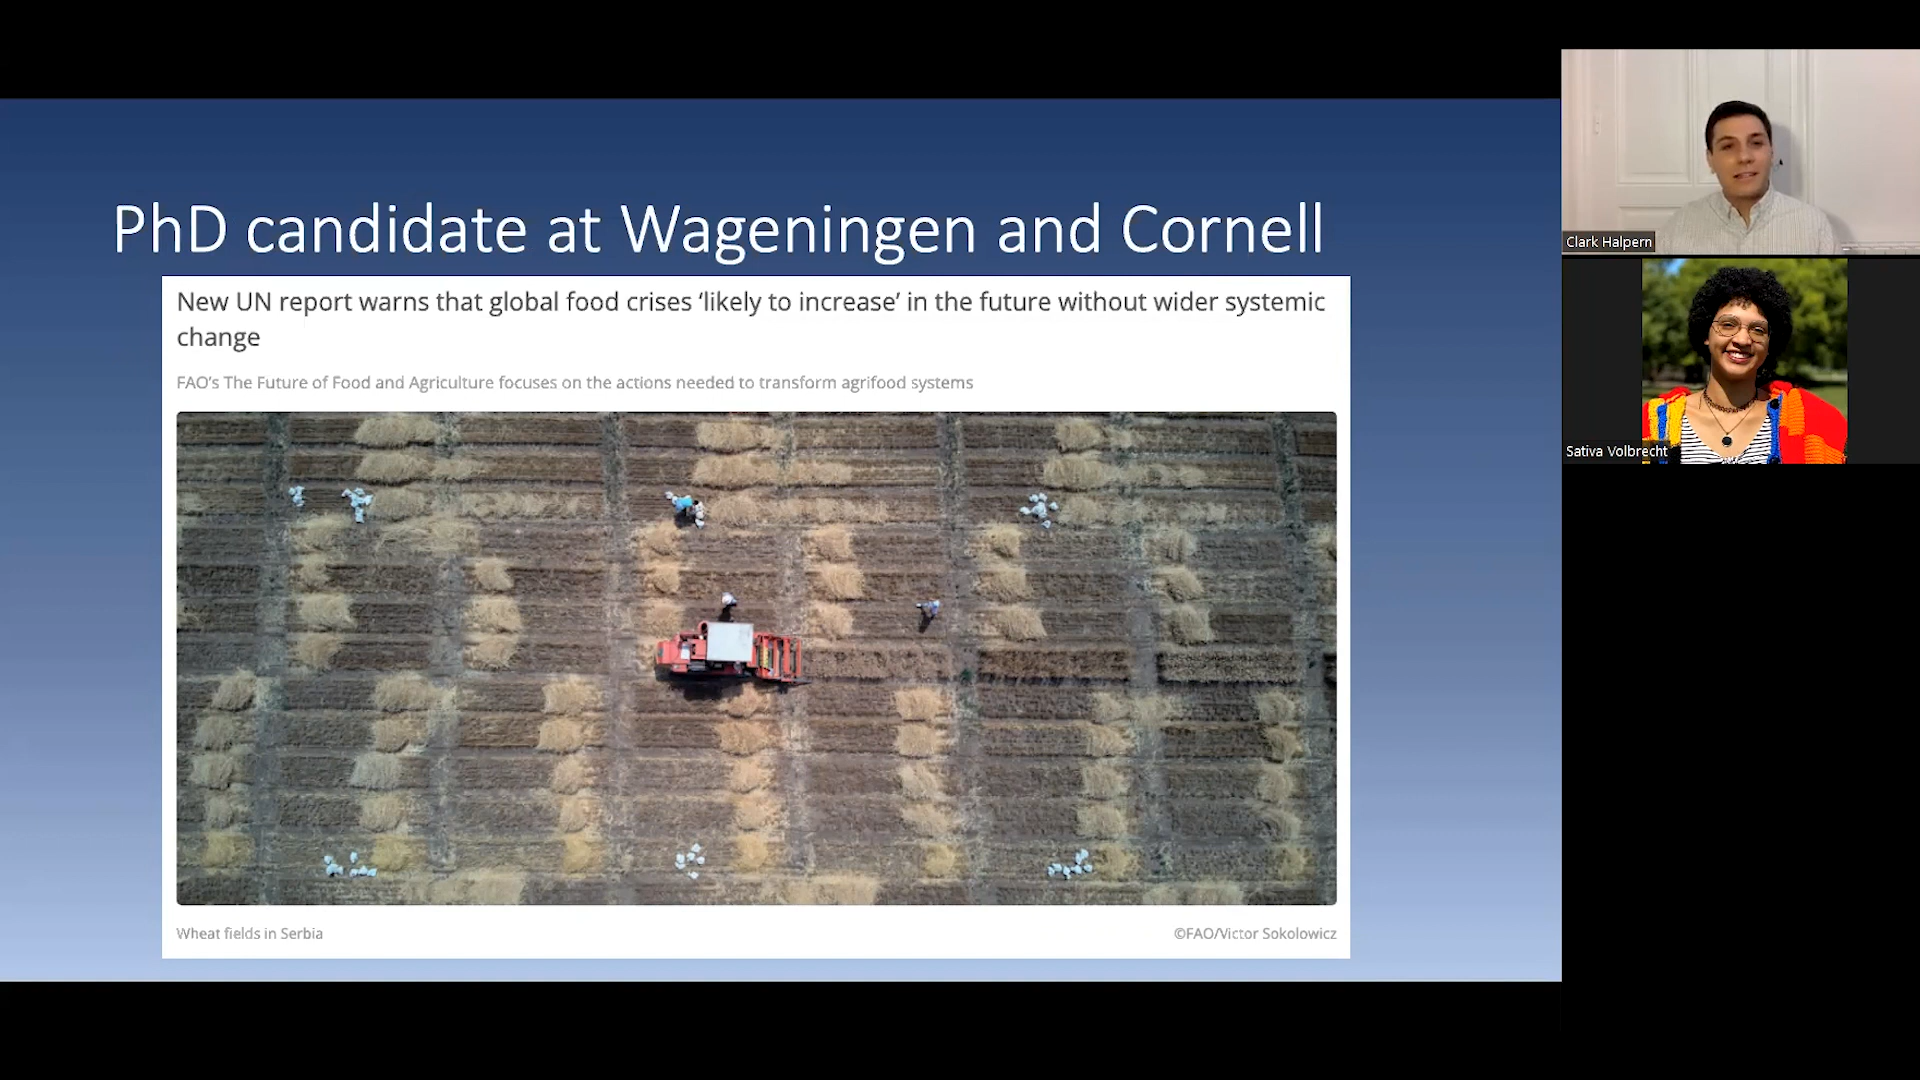 PhD candidate at Wageningen and Cornell
New UN report warns that global food crises ‘likely to increase’ in the future without wider systemic
change
FAO's The Future of Food and Agriculture focuses on the actions needed to transform agrifood systems
Wheat fields in Serbia
©FAO/Victor Sokolowicz
Clark Halpern
Sativa Volbrecht